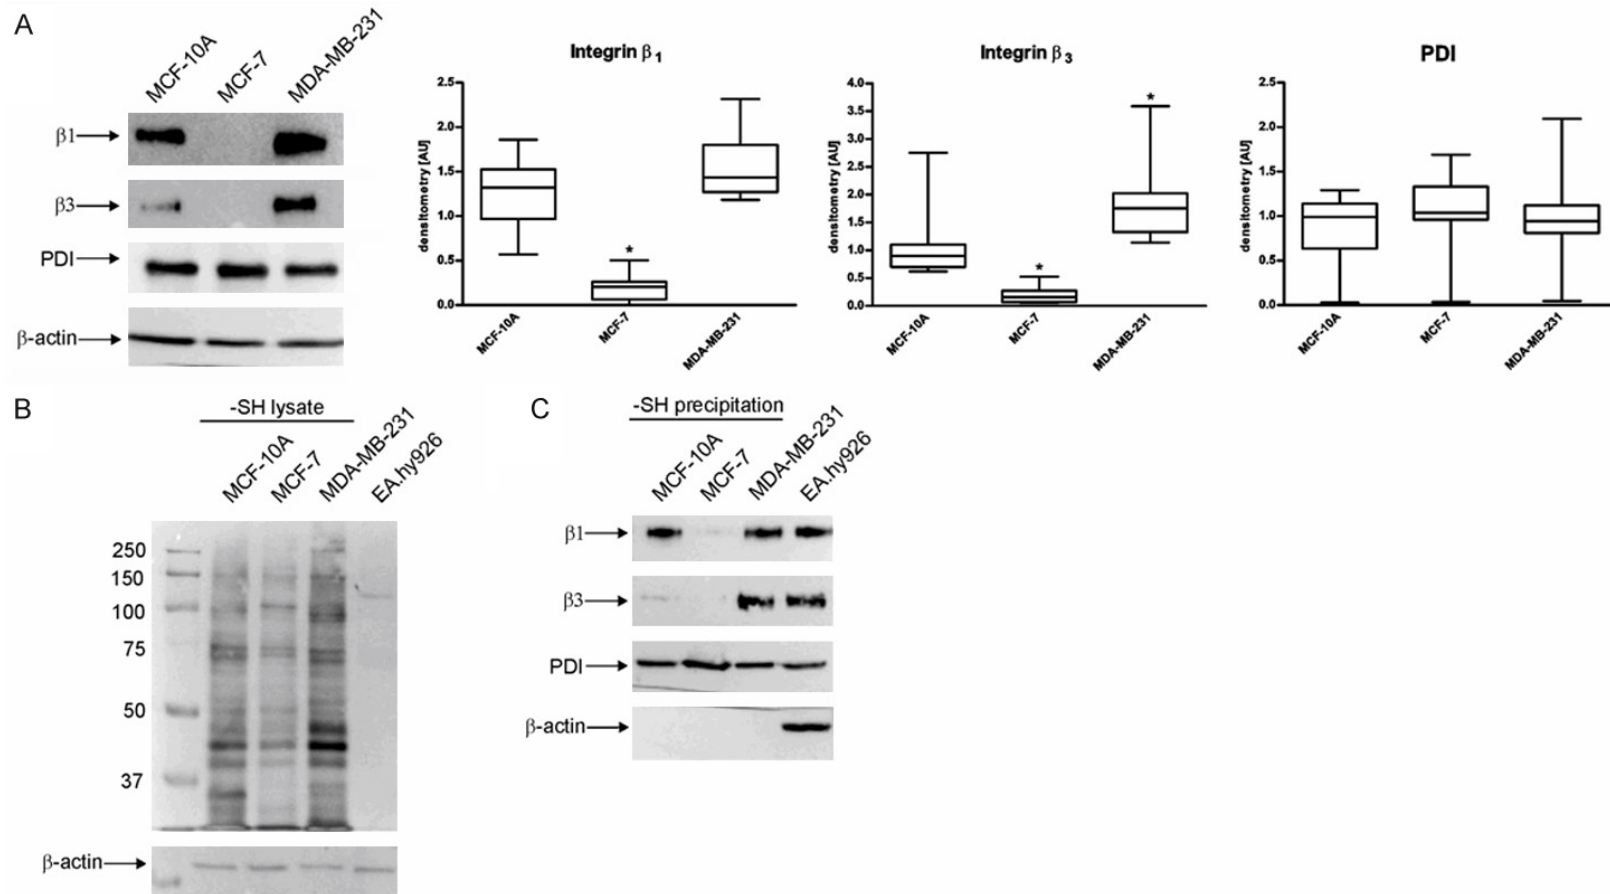 A
MCF-10A
MCF-7
MDA-MB-231
β1
β3
PDI
β-actin
Integrin β1
densitometry [AU]
2.5
2.0
1.5
1.0
0.5
0.0
*
MCF-10A
MCF-7
MDA-MB-231
Integrin β3
densitometry [AU]
4.0
3.5
3.0
2.5
2.0
1.5
1.0
0.5
0.0
*
*
MCF-10A
MCF-7
MDA-MB-231
PDI
densitometry [AU]
2.5
2.0
1.5
1.0
0.5
0.0
MCF-10A
MCF-7
MDA-MB-231
B
-SH lysate
MCF-10A
MCF-7
MDA-MB-231
EA.hy926
250
150
100
75
50
37
β-actin
C
-SH precipitation
MCF-10A
MCF-7
MDA-MB-231
EA.hy926
β1
β3
PDI
β-actin